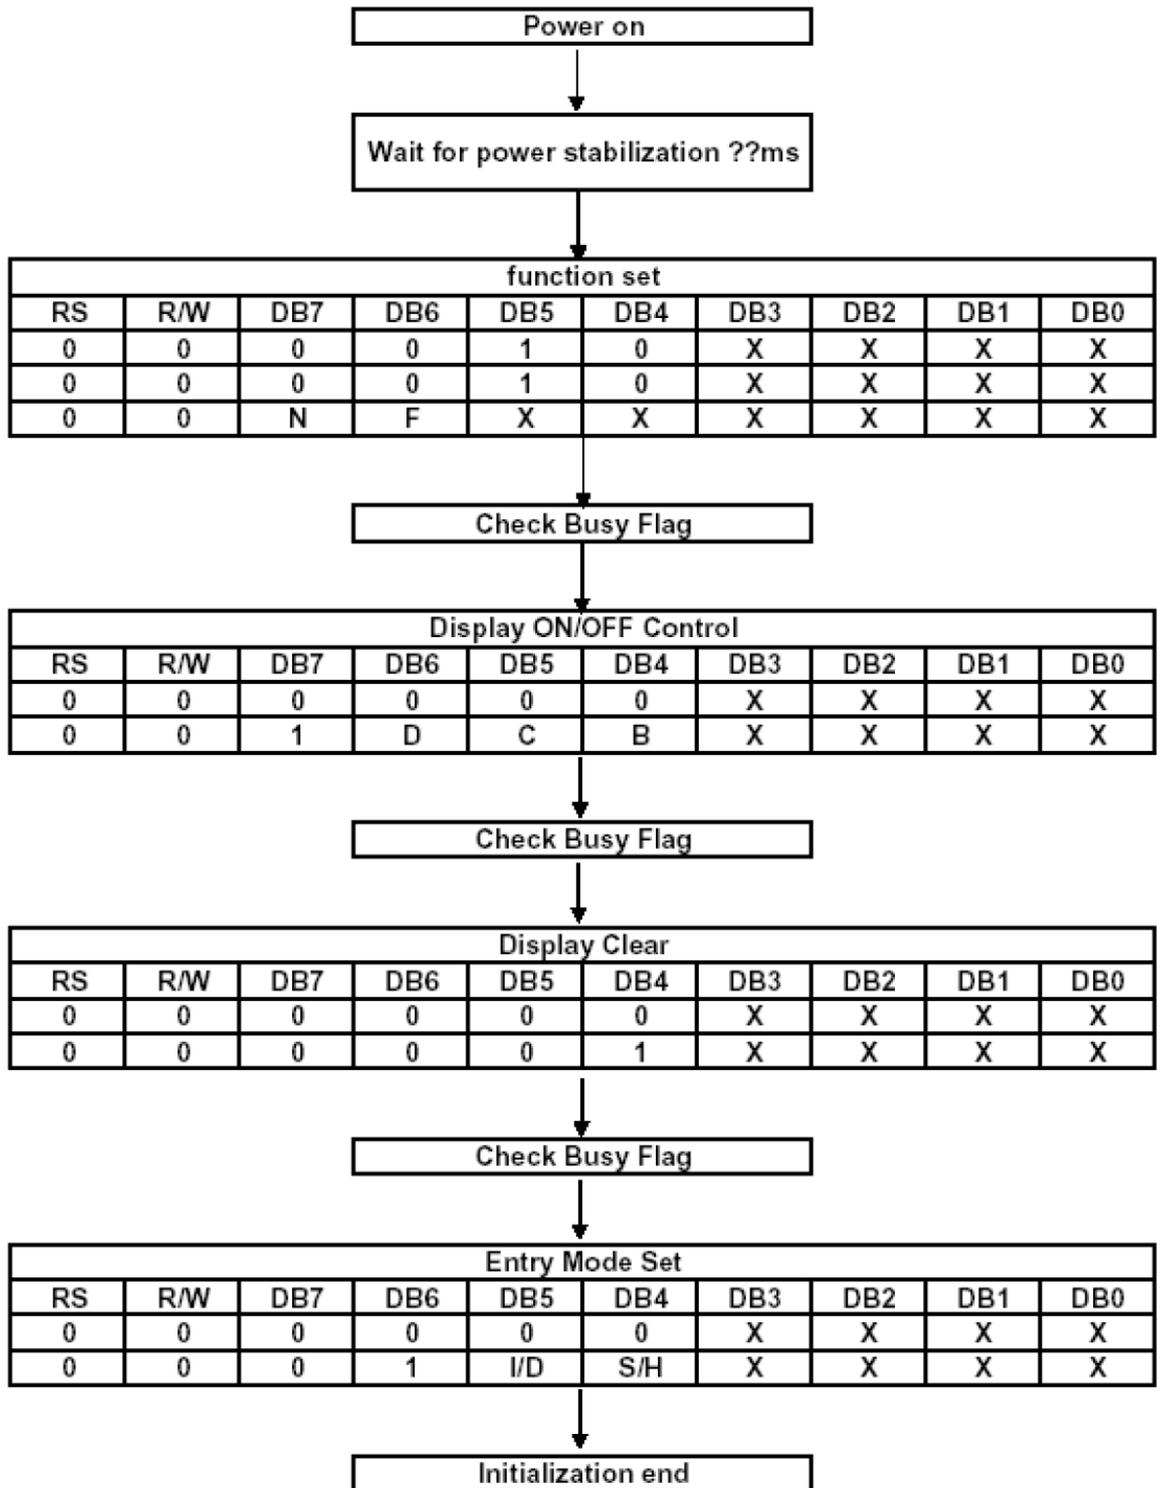 Power on
Wait for power stabilization ??ms
function set
RS R/W DB7 DB6 DB5 DB4 DB3 DB2 DB1 DB0
0 0 0 0 1 0 X X X X
0 0 0 0 1 0 X X X X
0 0 N F X X X X X X
Check Busy Flag
Display ON/OFF Control
RS R/W DB7 DB6 DB5 DB4 DB3 DB2 DB1 DB0
0 0 0 0 0 0 X X X X
0 0 1 D C B X X X X
Check Busy Flag
Display Clear
RS R/W DB7 DB6 DB5 DB4 DB3 DB2 DB1 DB0
0 0 0 0 0 0 X X X X
0 0 0 0 0 1 X X X X
Check Busy Flag
Entry Mode Set
RS R/W DB7 DB6 DB5 DB4 DB3 DB2 DB1 DB0
0 0 0 0 0 0 X X X X
0 0 0 1 I/D S/H X X X X
Initialization end